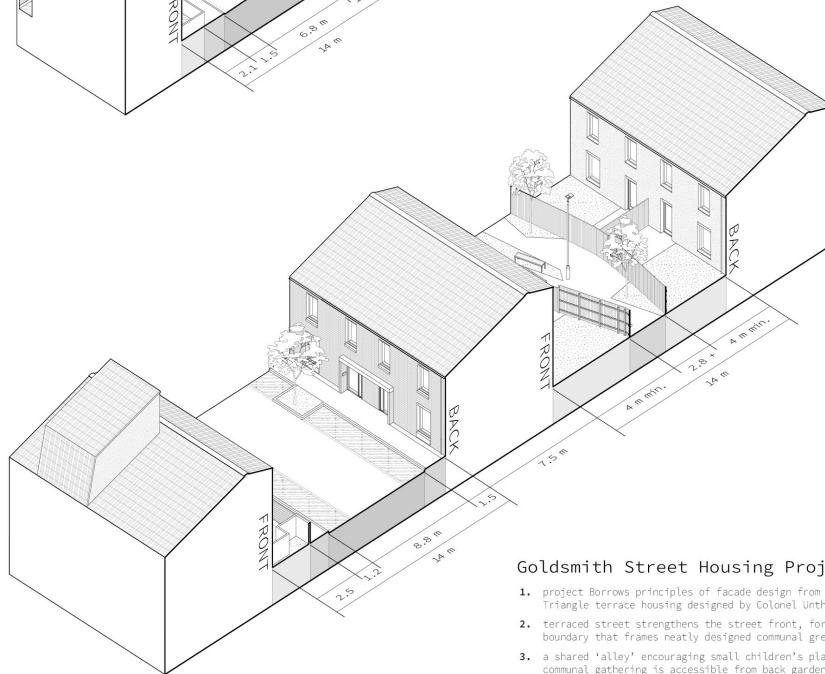 FRONT
2.1
1.5
6.8 m
14 m
BACK
4 m min.
2.8 +
14 m
4 m min.
FRONT
7.5 m
BACK
1.5
8.8 m
14 m
1.2
2.5
FRONT
Goldsmith Street Housing Proj
1. project Borrows principles of facade design from
Triangle terrace housing designed by Colonel Unth
2. terraced street strengthens the street front, for
boundary that frames neatly designed communal gre
3. a shared ‘alley’ encouraging small children’s pla
communal gathering is accessible from back garden